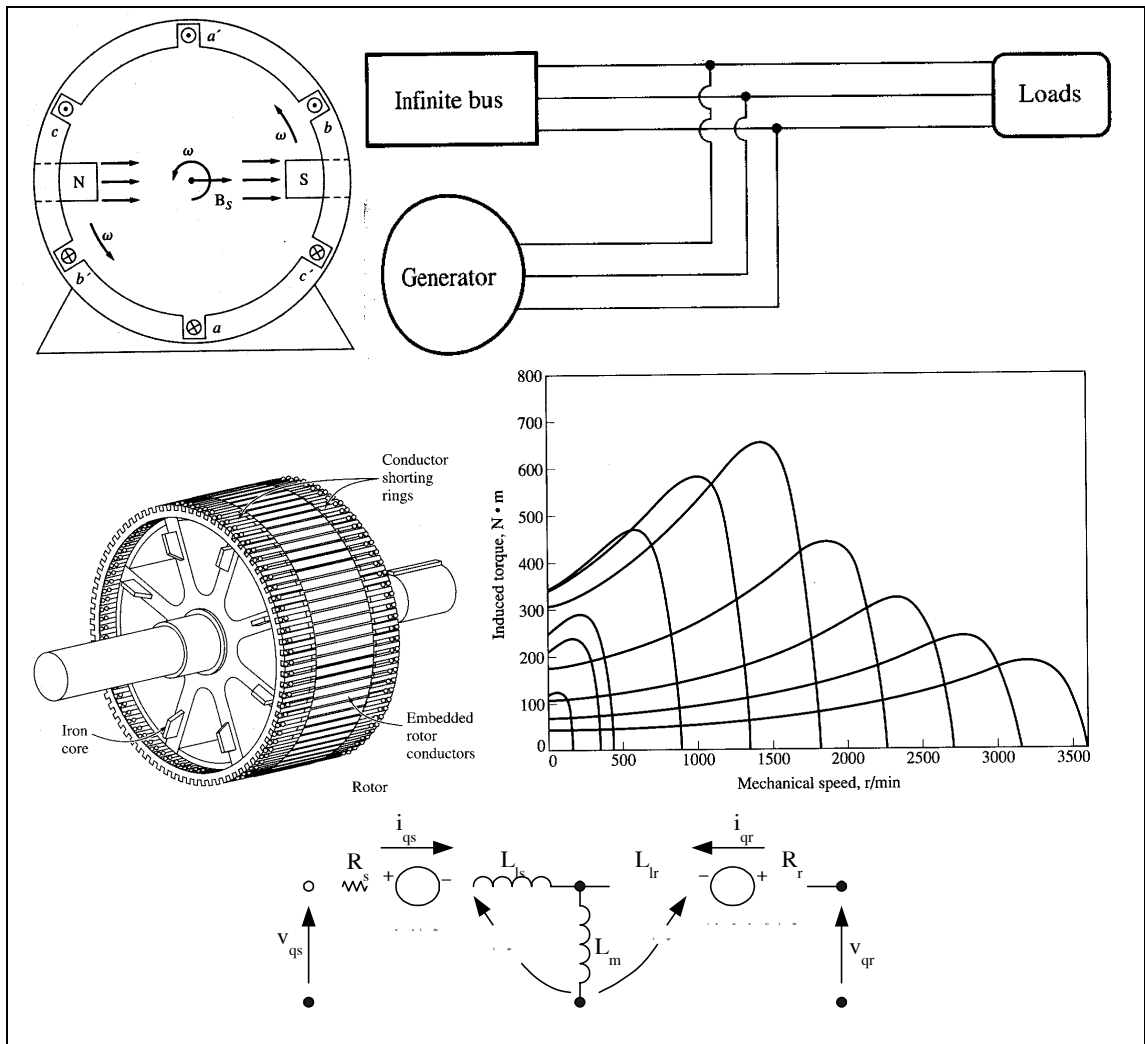 a´
c
b
ω
ω
N
S
B_S
ω
b´
c´
a
Infinite bus
Loads
Generator
Conductor
shorting
rings
Iron
core
Embedded
rotor
conductors
Rotor
800
700
600
500
400
300
200
100
0
Induced torque, N • m
0 500 1000 1500 2000 2500 3000 3500
Mechanical speed, r/min
i_qs
i_qr
R_s
+ −
L_ls
L_lr
− +
R_r
v_qs
L_m
v_qr